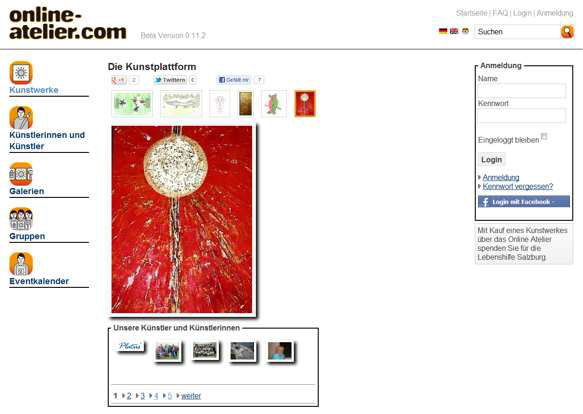 online-
atelier.com
Beta Version 0.11.2
Startseite | FAQ | Login | Anmeldung
Suchen
Kunstwerke
Künstlerinnen und
Künstler
Galerien
Gruppen
Eventkalender
Die Kunstplattform
+1 2 Twittern 6 Gefällt mir 7
Unsere Künstler und Künstlerinnen
1 2 3 4 5 weiter
Anmeldung
Name
Kennwort
Eingeloggt bleiben
Login
Anmeldung
Kennwort vergessen?
Login mit Facebook -
Mit Kauf eines Kunstwerkes
über das Online Atelier
spenden Sie für die
Lebenshilfe Salzburg.